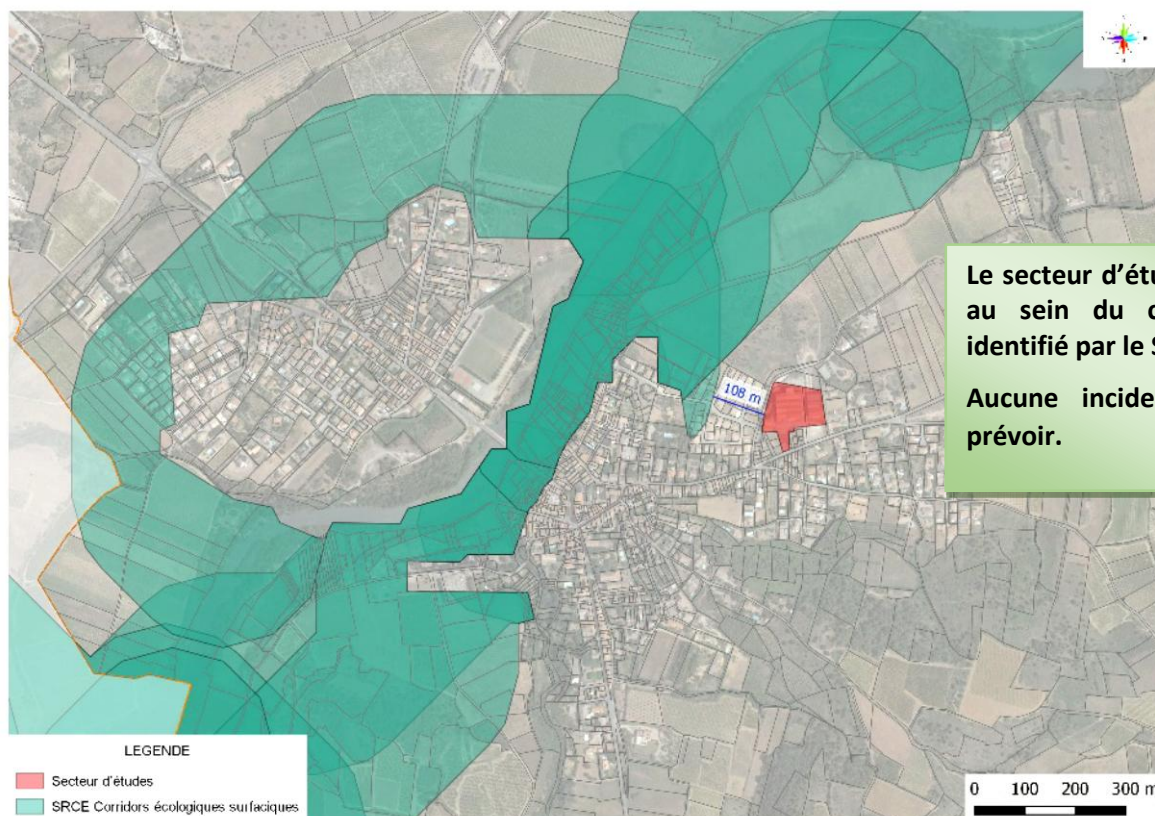 108 m
Le secteur d'étu
au sein du c
identifié par le S
Aucune incide
prévoir.
LEGENDE
Secteur d'études
SRCE Corridors écologiques surfaciques
0 100 200 300 m